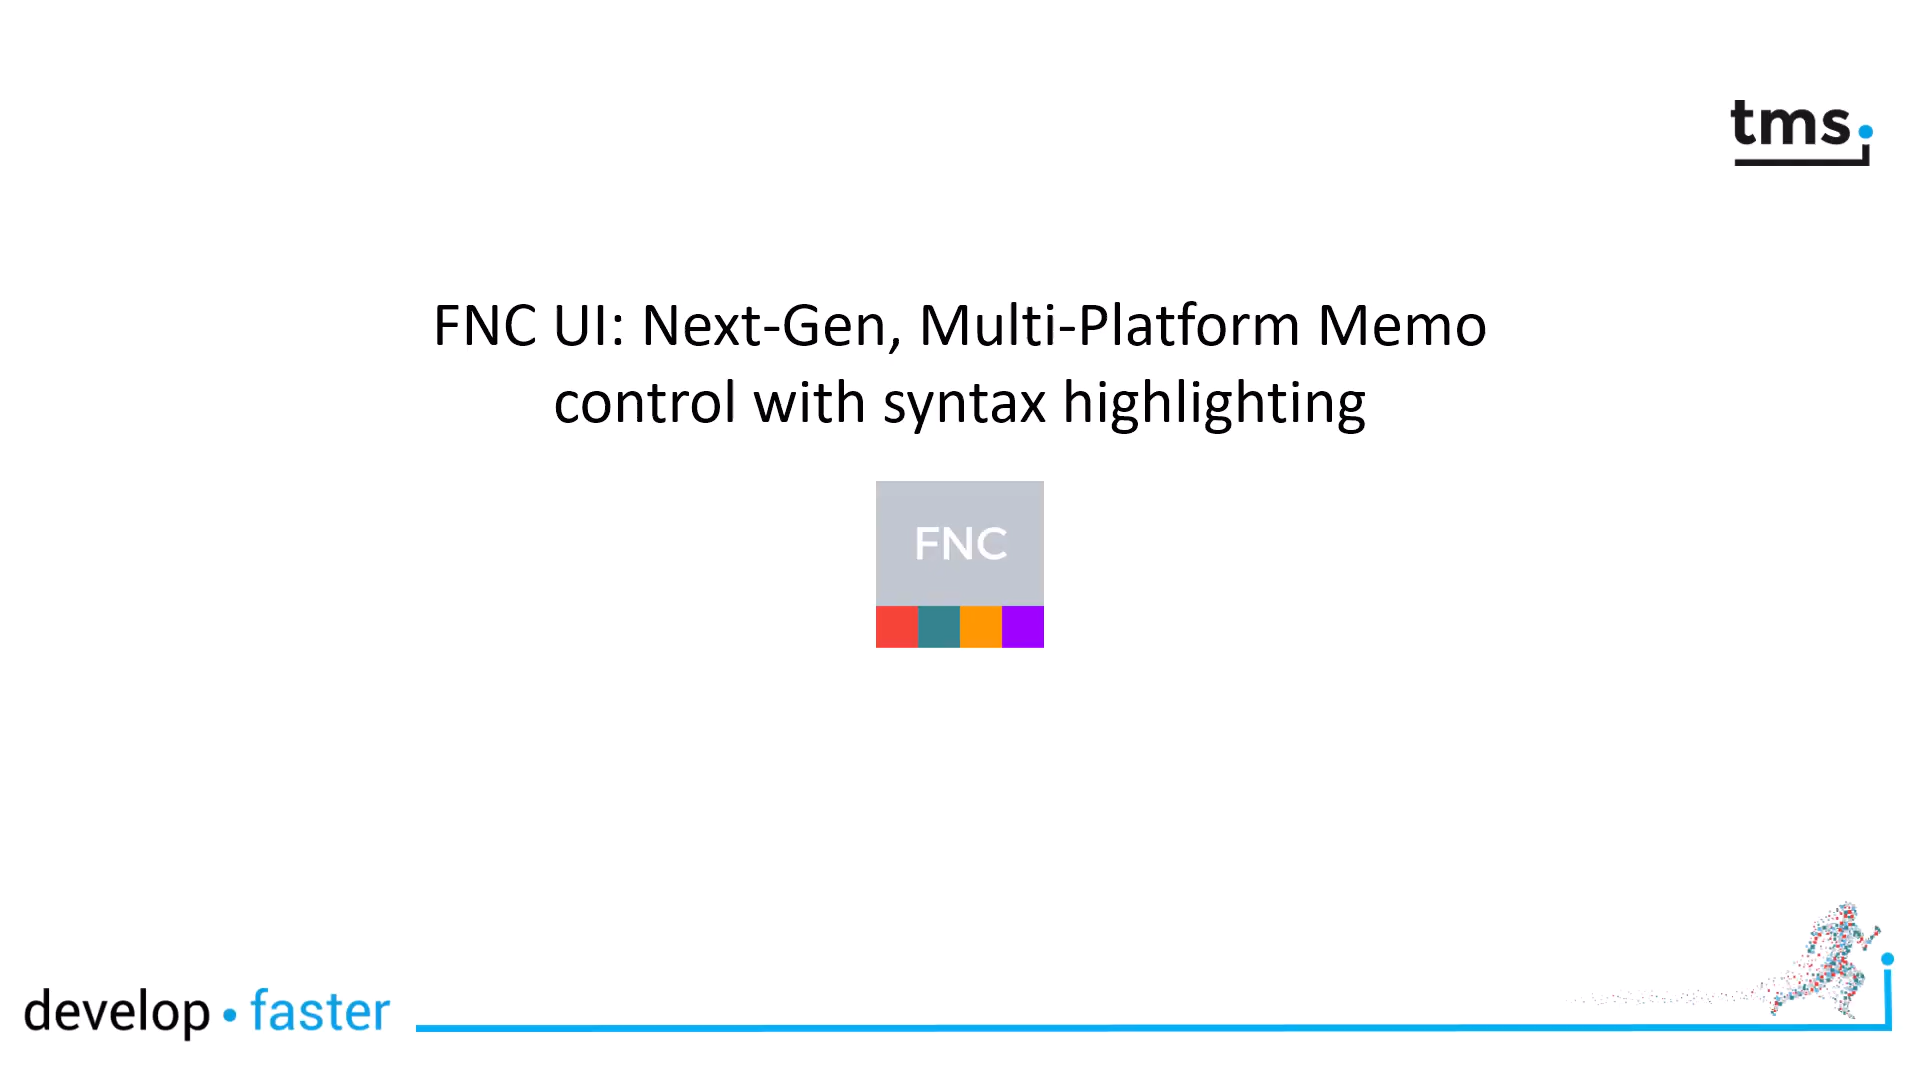 tms
FNC UI: Next-Gen, Multi-Platform Memo
control with syntax highlighting
FNC
develop • faster